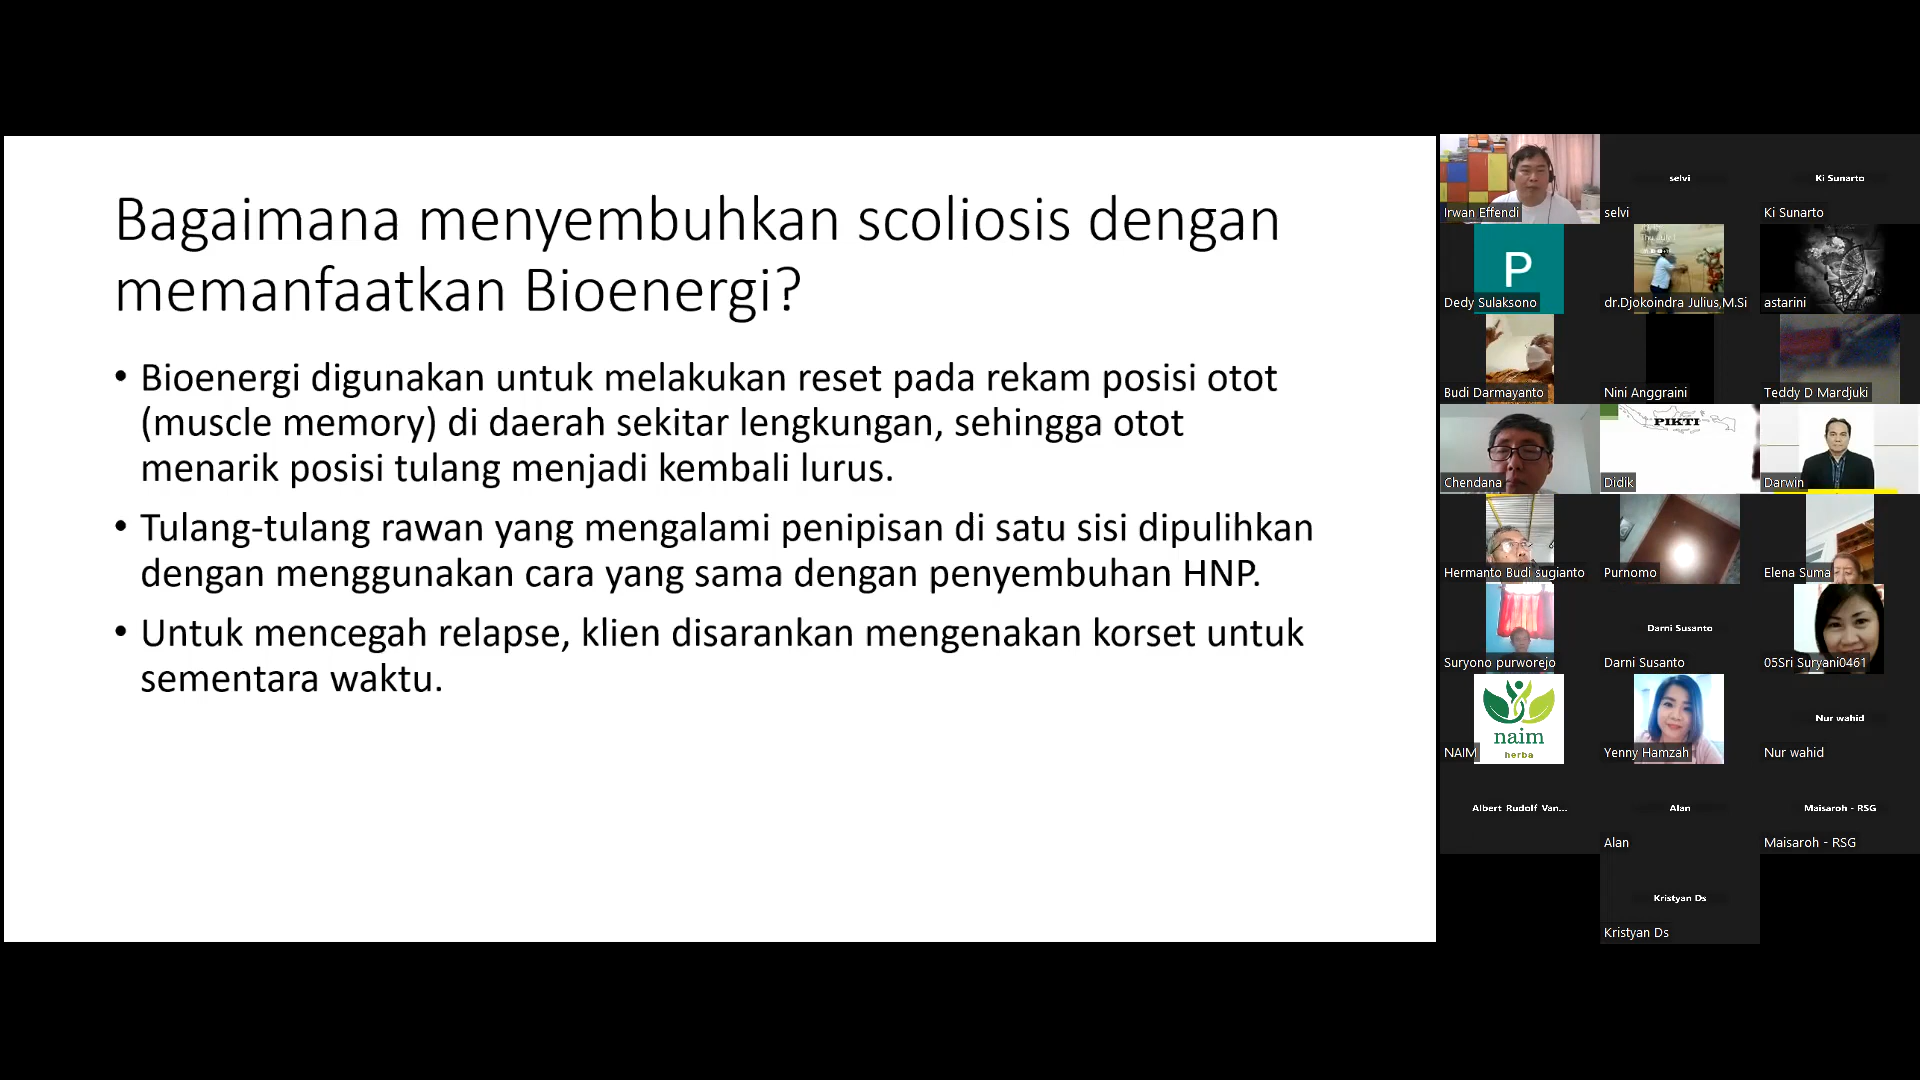 Bagaimana menyembuhkan scoliosis dengan
memanfaatkan Bioenergi?
• Bioenergi digunakan untuk melakukan reset pada rekam posisi otot
(muscle memory) di daerah sekitar lengkungan, sehingga otot
menarik posisi tulang menjadi kembali lurus.
• Tulang-tulang rawan yang mengalami penipisan di satu sisi dipulihkan
dengan menggunakan cara yang sama dengan penyembuhan HNP.
• Untuk mencegah relapse, klien disarankan mengenakan korset untuk
sementara waktu.
Irwan Effendi
selvi
selvi
Ki Sunarto
Ki Sunarto
P
Dedy Sulaksono
dr.Djokoindra Julius,M.Si
astarini
Budi Darmayanto
Nini Anggraini
Teddy D Mardjuki
Chendana
PIKTI
Didik
Darwin
Hermanto Budi sugianto
Purnomo
Elena Suma
Suryono purworejo
Darni Susanto
Darni Susanto
05Sri Suryani0461
naim
herba
NAIM
Yenny Hamzah
Nur wahid
Nur wahid
Albert Rudolf Van...
Alan
Alan
Maisaroh - RSG
Maisaroh - RSG
Kristyan Ds
Kristyan Ds